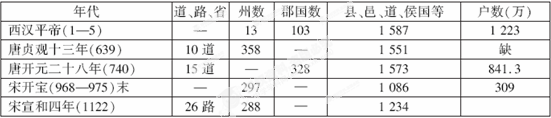 年代 道、路、省 州数 郡国数 县、邑、道、侯国等 户数(万)
西汉平帝(1—5) — 13 103 1 587 1 223
唐贞观十三年(639) 10 道 358 — 1 551 缺
唐开元二十八年(740) 15 道 — 328 1 573 841.3
宋开宝(968—975)末 — 297 — 1 086 309
宋宣和四年(1122) 26 路 288 — 1 234